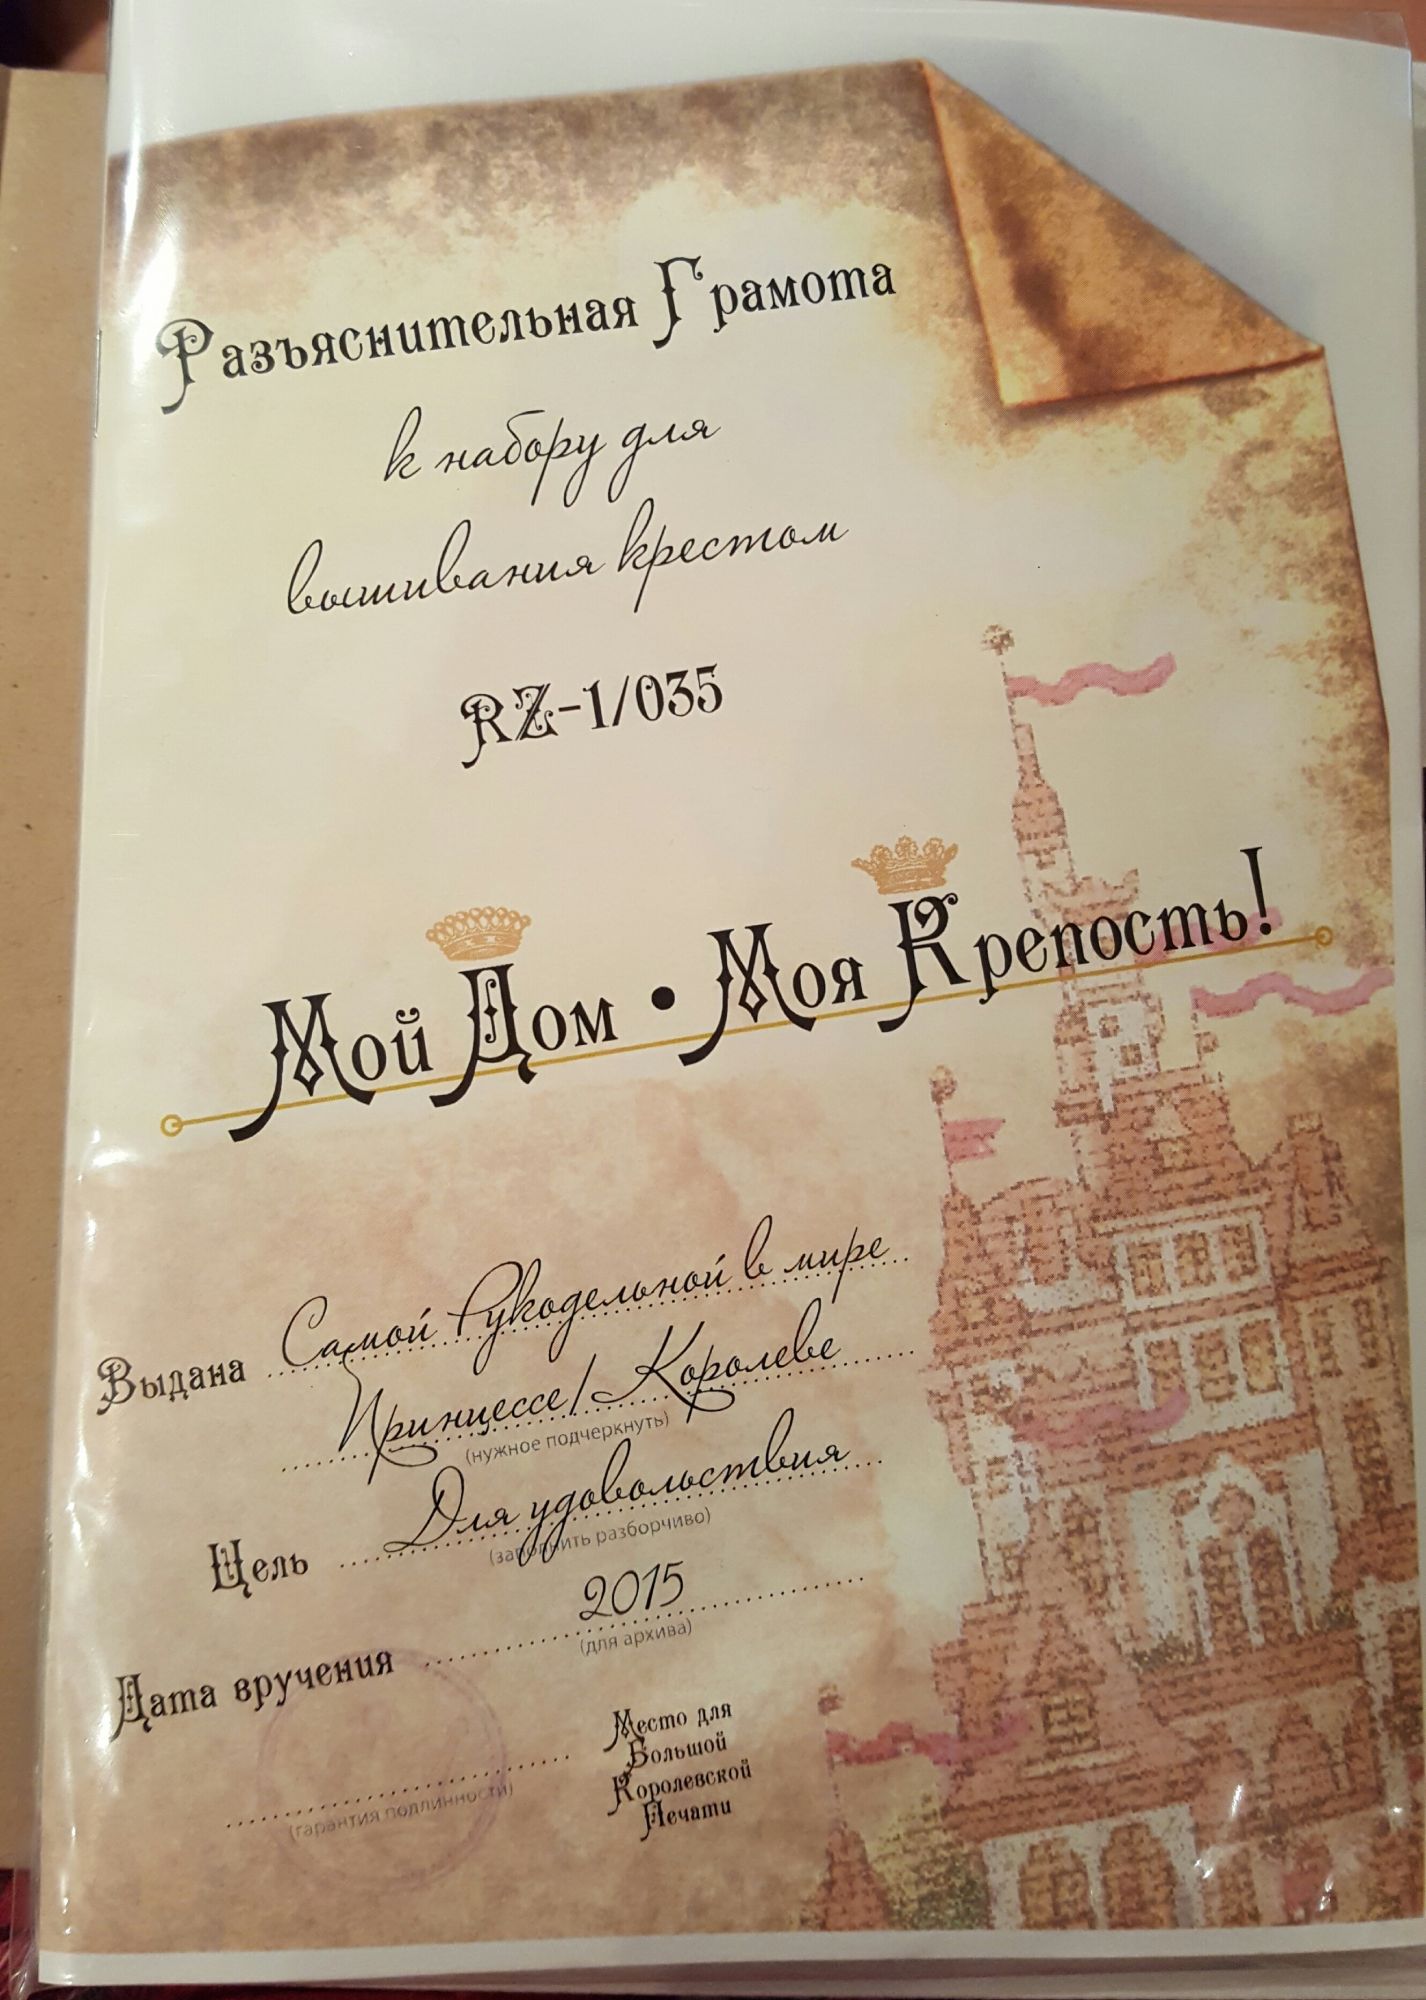 Разъяснительная Грамота
к набору для
вышивания крестом
RZ-1/035
Мой Дом • Моя Крепость!
Выдана Самой Рукодельной в мире
Принцессе/Королеве
(нужное подчеркнуть)
Цель Для удовольствия
(заполнить разборчиво)
Дата вручения 2015
(для архива)
(гарантия подлинности)
Место для
Большой
Королевской
Печати